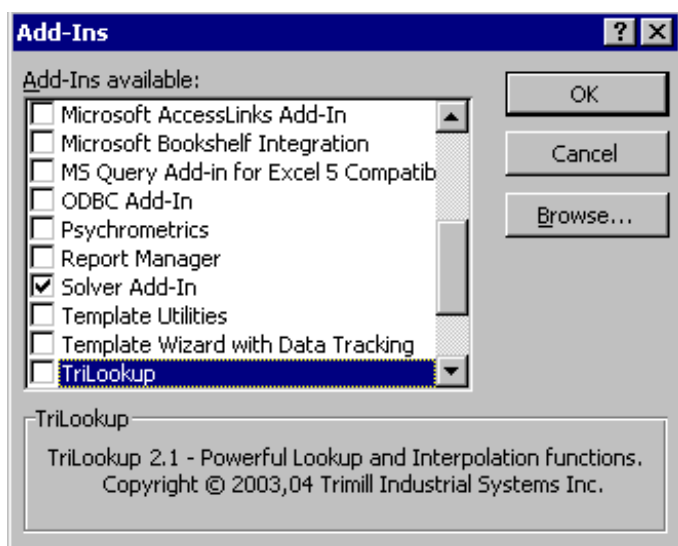 Add-Ins
Add-Ins available:
Microsoft AccessLinks Add-In
Microsoft Bookshelf Integration
MS Query Add-in for Excel 5 Compatib
ODBC Add-In
Psychrometrics
Report Manager
Solver Add-In
Template Utilities
Template Wizard with Data Tracking
TriLookup
OK
Cancel
Browse...
TriLookup
TriLookup 2.1 - Powerful Lookup and Interpolation functions.
Copyright © 2003,04 Trimill Industrial Systems Inc.